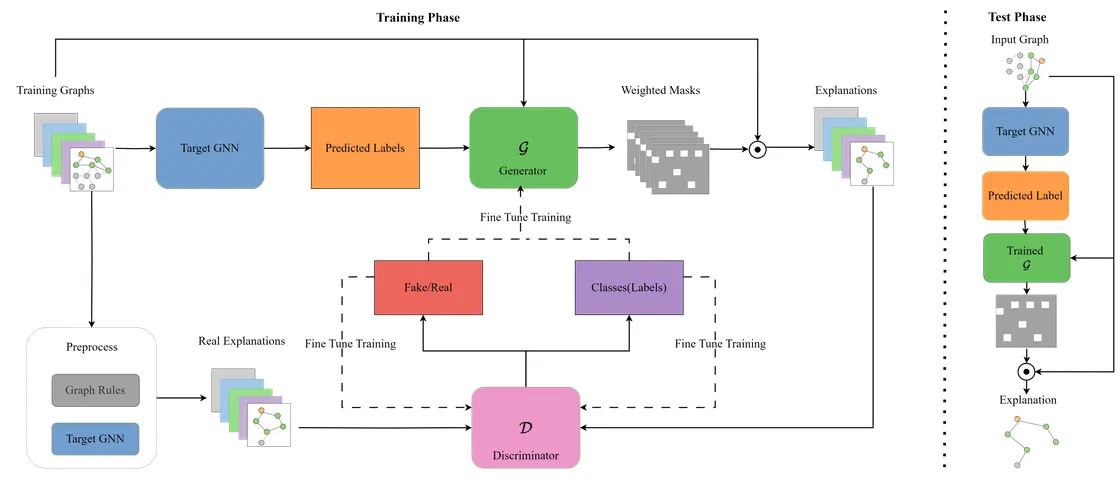 Training Phase
Test Phase
Input Graph
Training Graphs
Weighted Masks
Explanations
Target GNN
Predicted Labels
𝒢
Generator
Target GNN
Predicted Label
Fine Tune Training
Trained
𝒢
Fake/Real
Classes(Labels)
Preprocess
Real Explanations
Fine Tune Training
Fine Tune Training
Graph Rules
Target GNN
𝒟
Discriminator
Explanation